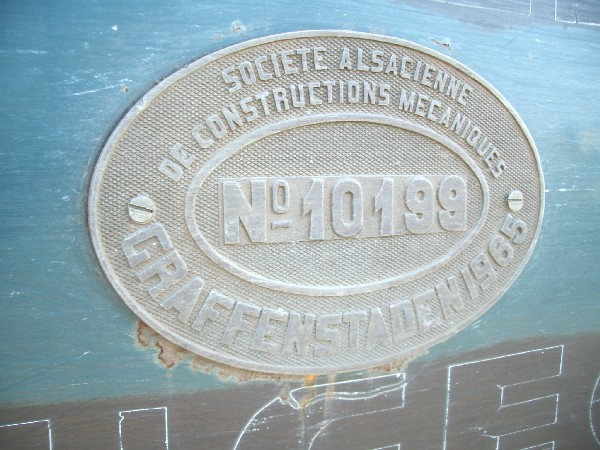 SOCIETE ALSACIENNE
DE CONSTRUCTIONS MECANIQUES
Nº 10199
GRAFFENSTADEN 1965